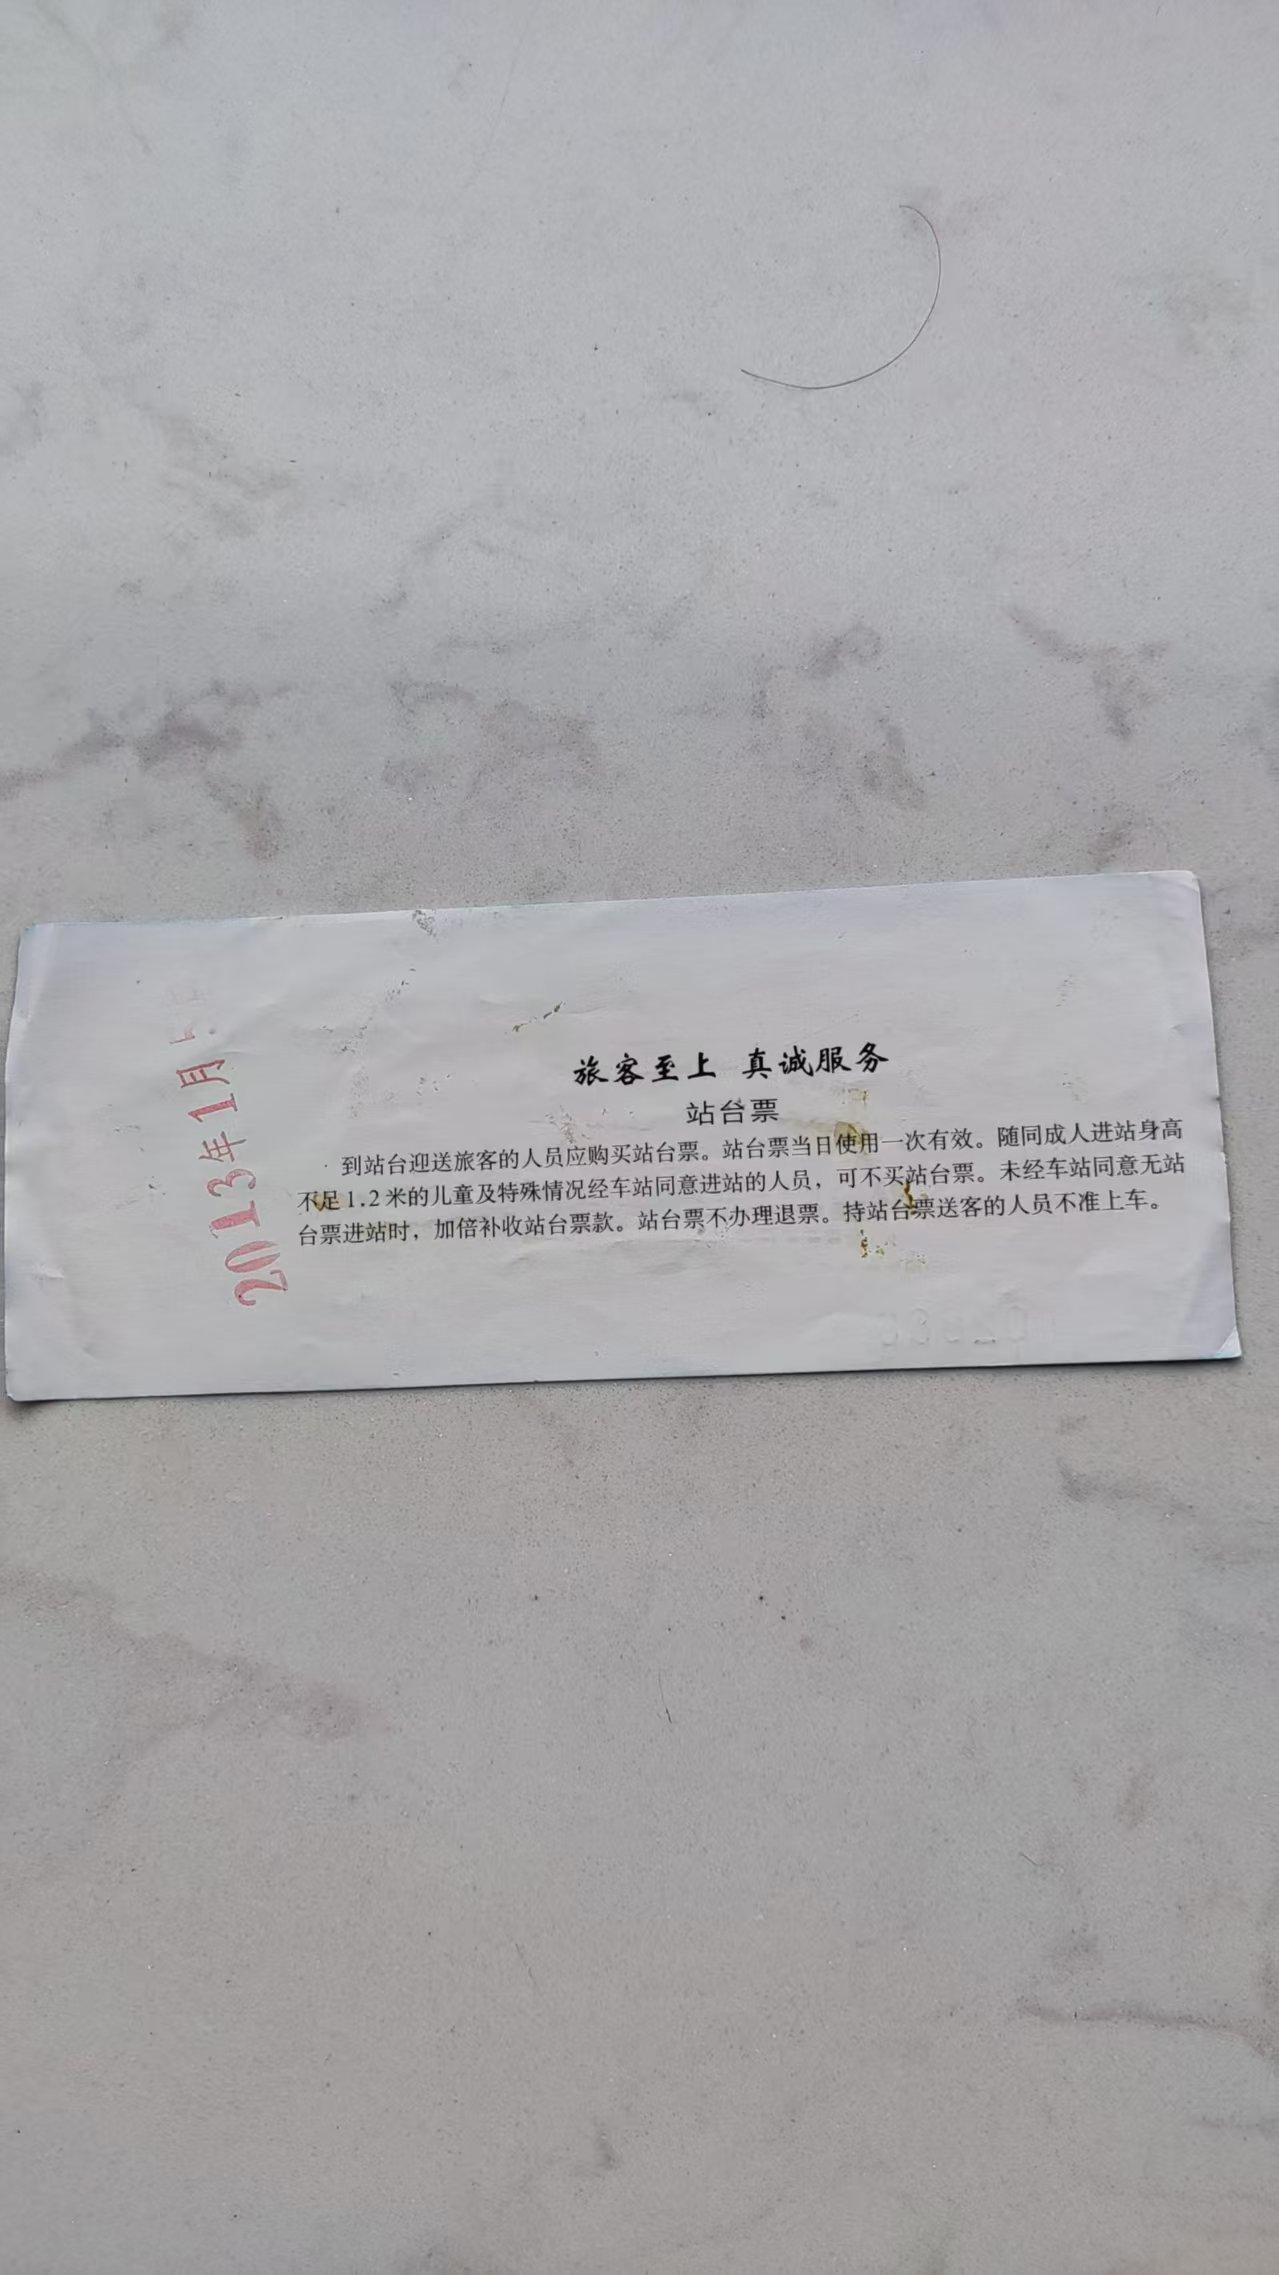 旅客至上 真诚服务
站台票
到站台迎送旅客的人员应购买站台票。站台票当日使用一次有效。随同成人进站身高
不足1.2米的儿童及特殊情况经车站同意进站的人员，可不买站台票。未经车站同意无站
台票进站时，加倍补收站台票款。站台票不办理退票。持站台票送客的人员不准上车。
2013年1月